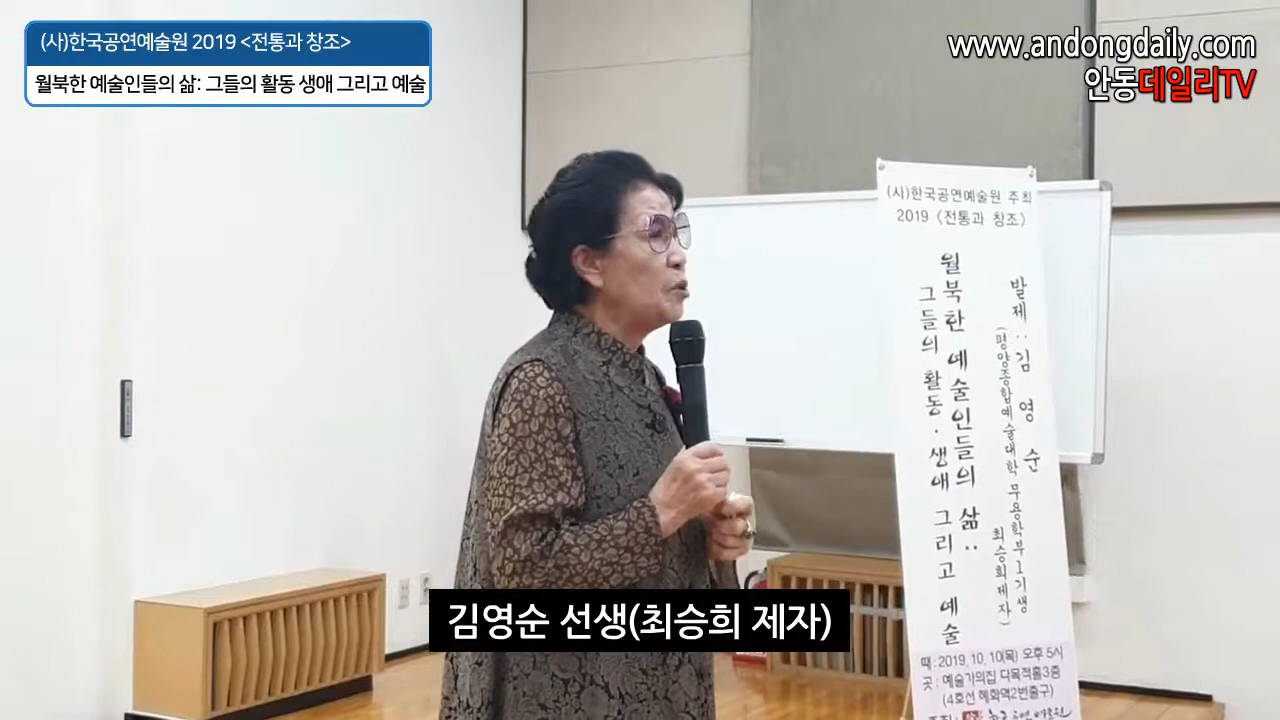 (사)한국공연예술원 2019 <전통과 창조>
월북한 예술인들의 삶: 그들의 활동 생애 그리고 예술
www.andongdaily.com
안동데일리TV
(사)한국공연예술원 주최
2019 <전통과 창조>
발제 : 김영순
(평양종합예술대학 무용학부 1기생
최승희제자)
월북한 예술인들의 삶:
그들의 활동·생애 그리고 예술
때: 2019. 10. 10(목) 오후 5시
곳: 예술가의집 다목적홀3층
(4호선 혜화역2번출구)
한국공연예술원
김영순 선생(최승희 제자)